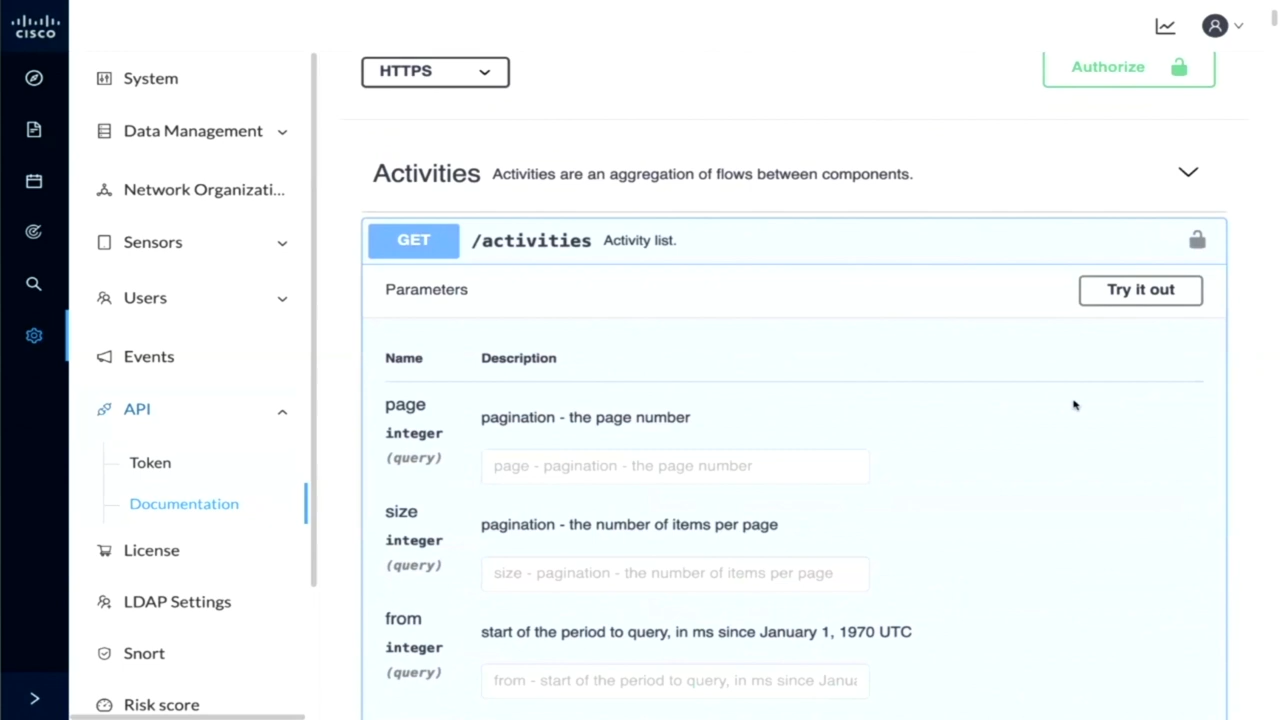 CISCO
System
Data Management
Network Organizati...
Sensors
Users
Events
API
Token
Documentation
License
LDAP Settings
Snort
Risk score
HTTPS
Authorize
Activities Activities are an aggregation of flows between components.
GET /activities Activity list.
Parameters
Try it out
Name Description
page
integer
(query)
pagination - the page number
page - pagination - the page number
size
integer
(query)
pagination - the number of items per page
size - pagination - the number of items per page
from
integer
(query)
start of the period to query, in ms since January 1, 1970 UTC
from - start of the period to query, in ms since Janua